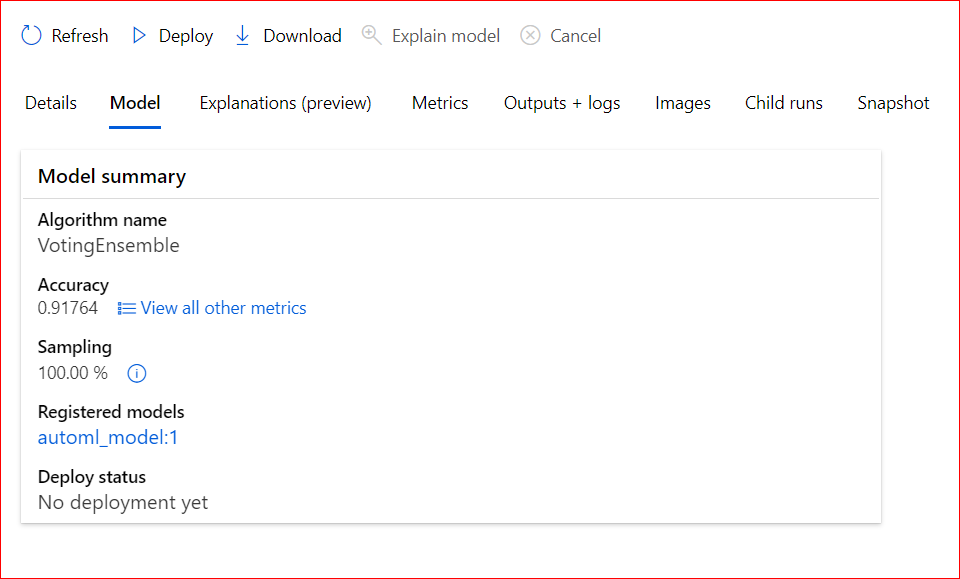 Refresh Deploy Download Explain model Cancel
Details Model Explanations (preview) Metrics Outputs + logs Images Child runs Snapshot
Model summary
Algorithm name
VotingEnsemble
Accuracy
0.91764 View all other metrics
Sampling
100.00 %
Registered models
automl_model:1
Deploy status
No deployment yet